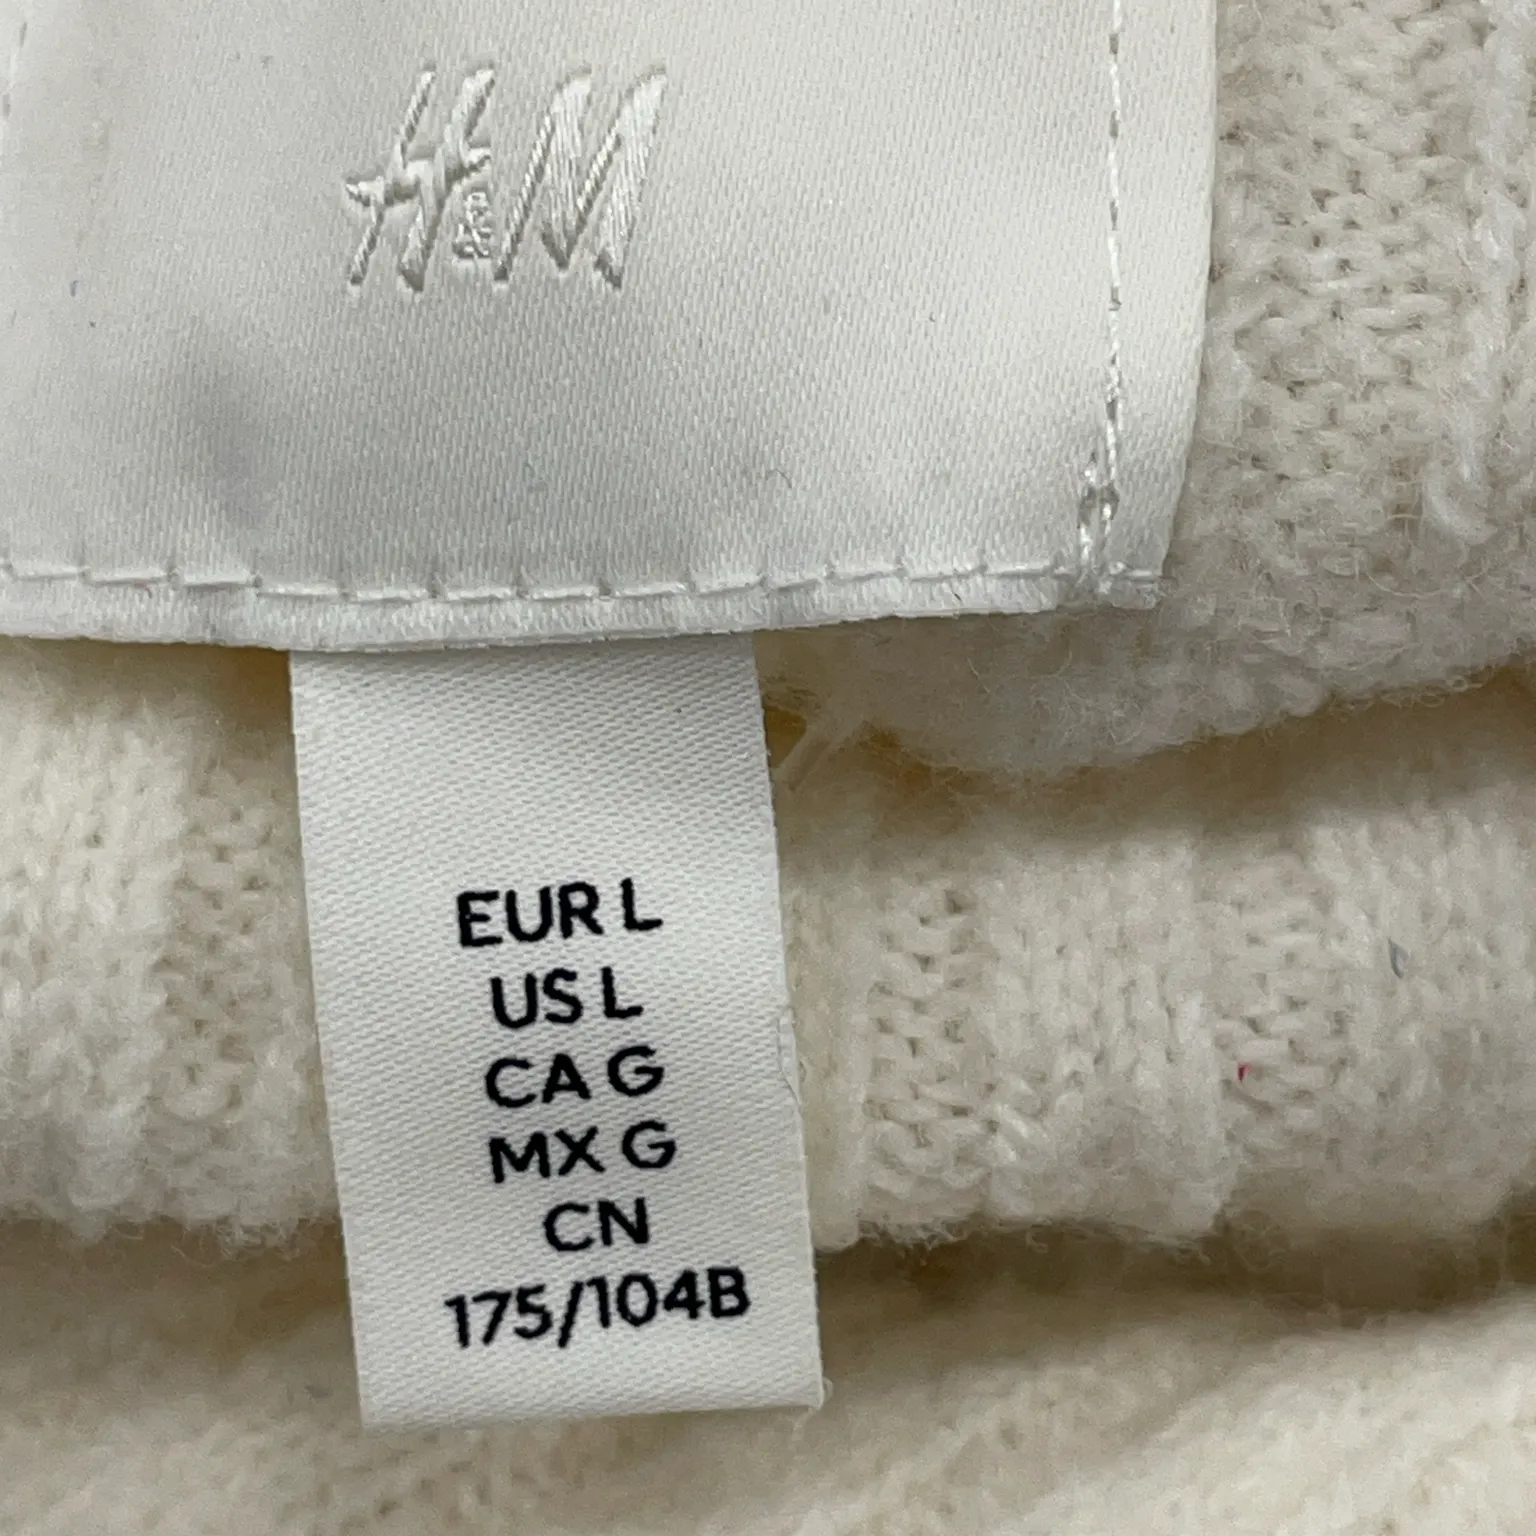 H&M
EUR L
US L
CA G
MX G
CN
175/104B